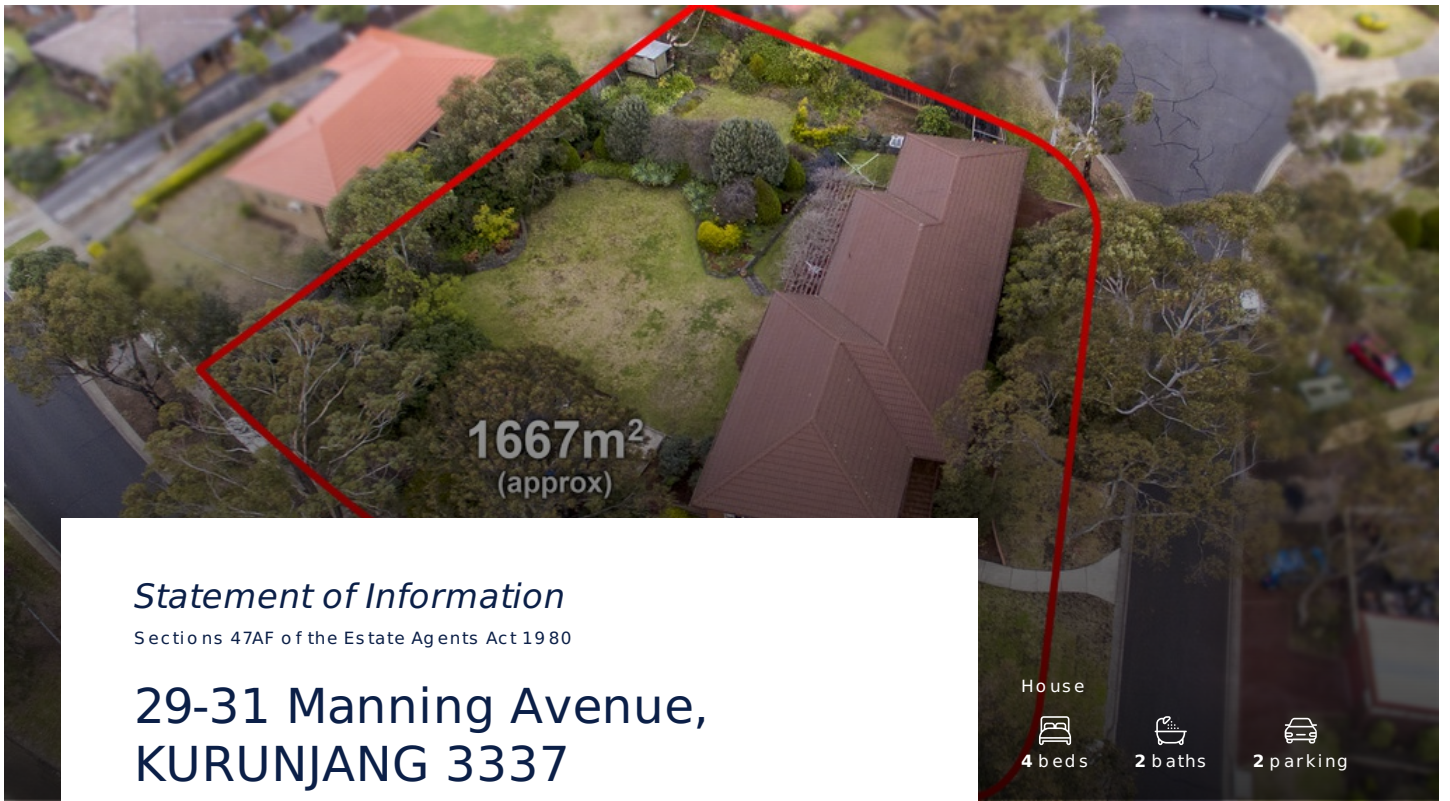 1667m²
(approx)
Statement of Information
Sections 47AF of the Estate Agents Act 1980
29-31 Manning Avenue,
KURUNJANG 3337
House
4 beds 2 baths 2 parking